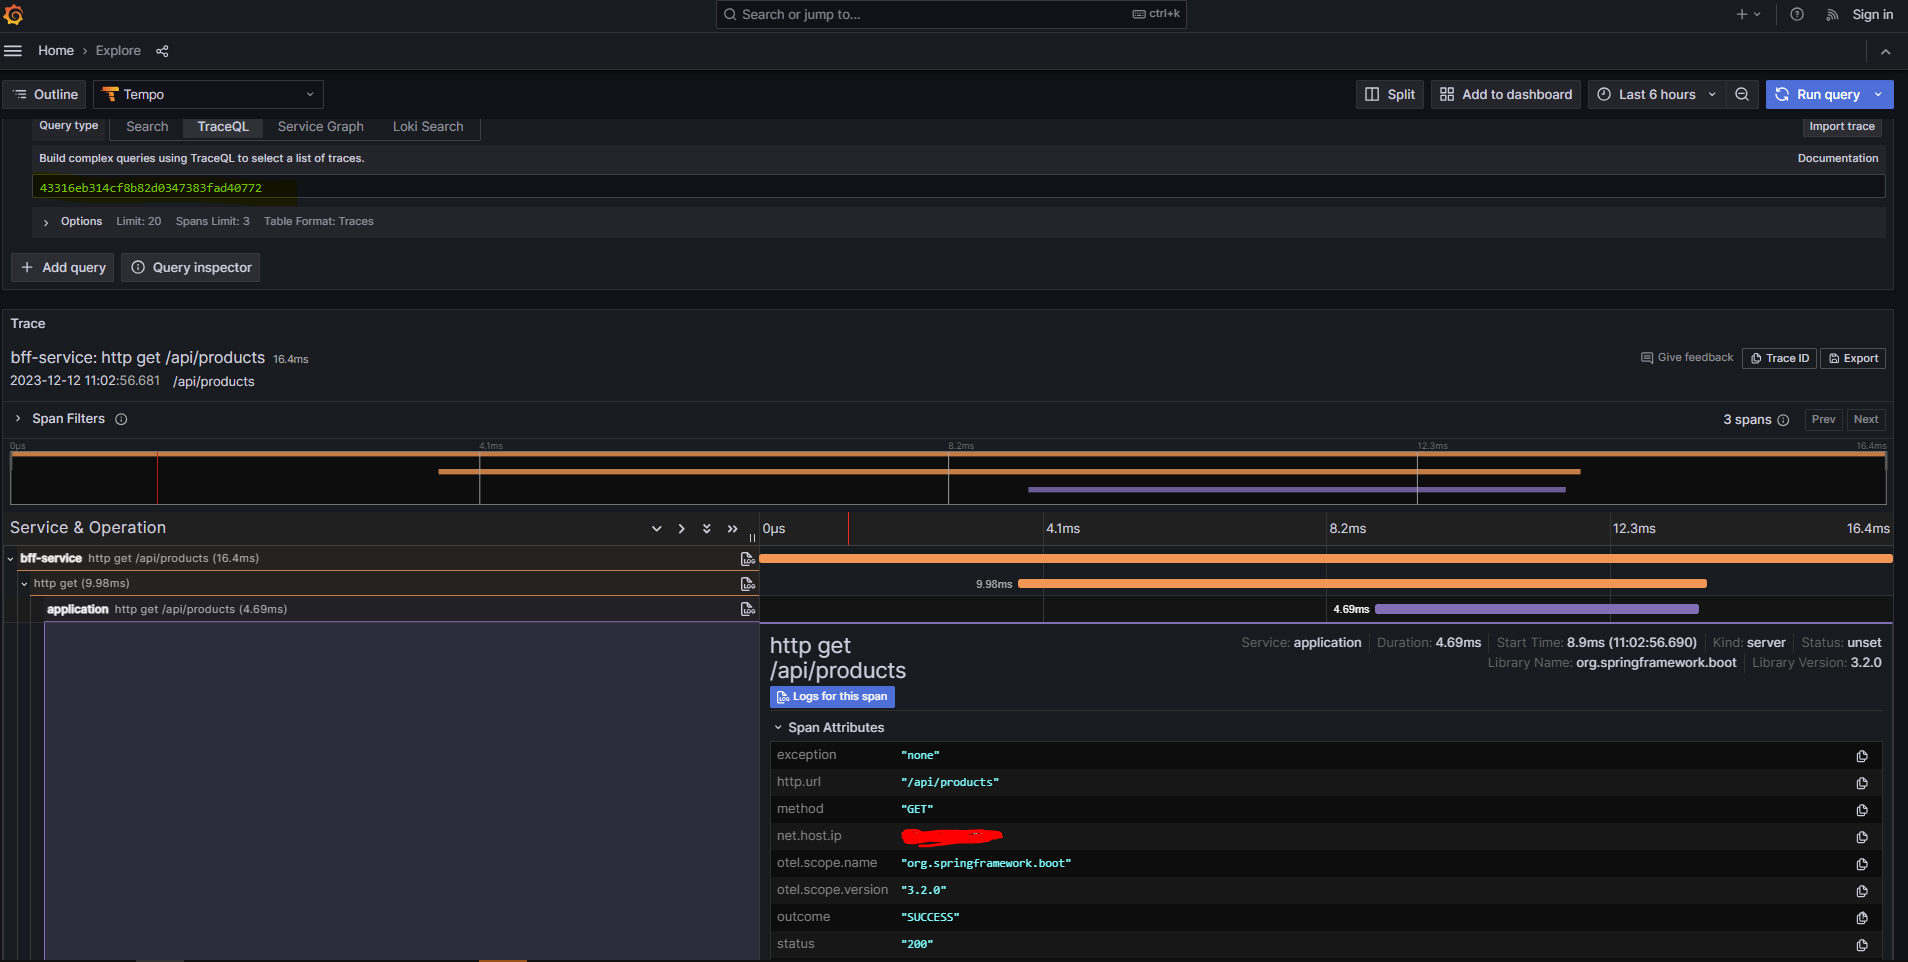 Search or jump to... ctrl+k Sign in
Home › Explore
Outline Tempo Split Add to dashboard Last 6 hours Run query
Query type Search TraceQL Service Graph Loki Search Import trace
Build complex queries using TraceQL to select a list of traces. Documentation
43316eb314cf8b82d0347383fad40772
Options Limit: 20 Spans Limit: 3 Table Format: Traces
+ Add query Query inspector
Trace
bff-service: http get /api/products 16.4ms Give feedback Trace ID Export
2023-12-12 11:02:56.681 /api/products
Span Filters 3 spans Prev Next
0µs 4.1ms 8.2ms 12.3ms 16.4ms
Service & Operation 0µs 4.1ms 8.2ms 12.3ms 16.4ms
bff-service http get /api/products (16.4ms) LOG
http get (9.98ms) LOG 9.98ms
application http get /api/products (4.69ms) LOG 4.69ms
http get
/api/products
Service: application Duration: 4.69ms Start Time: 8.9ms (11:02:56.690) Kind: server Status: unset
Library Name: org.springframework.boot Library Version: 3.2.0
LOG Logs for this span
Span Attributes
exception "none"
http.url "/api/products"
method "GET"
net.host.ip
otel.scope.name "org.springframework.boot"
otel.scope.version "3.2.0"
outcome "SUCCESS"
status "200"